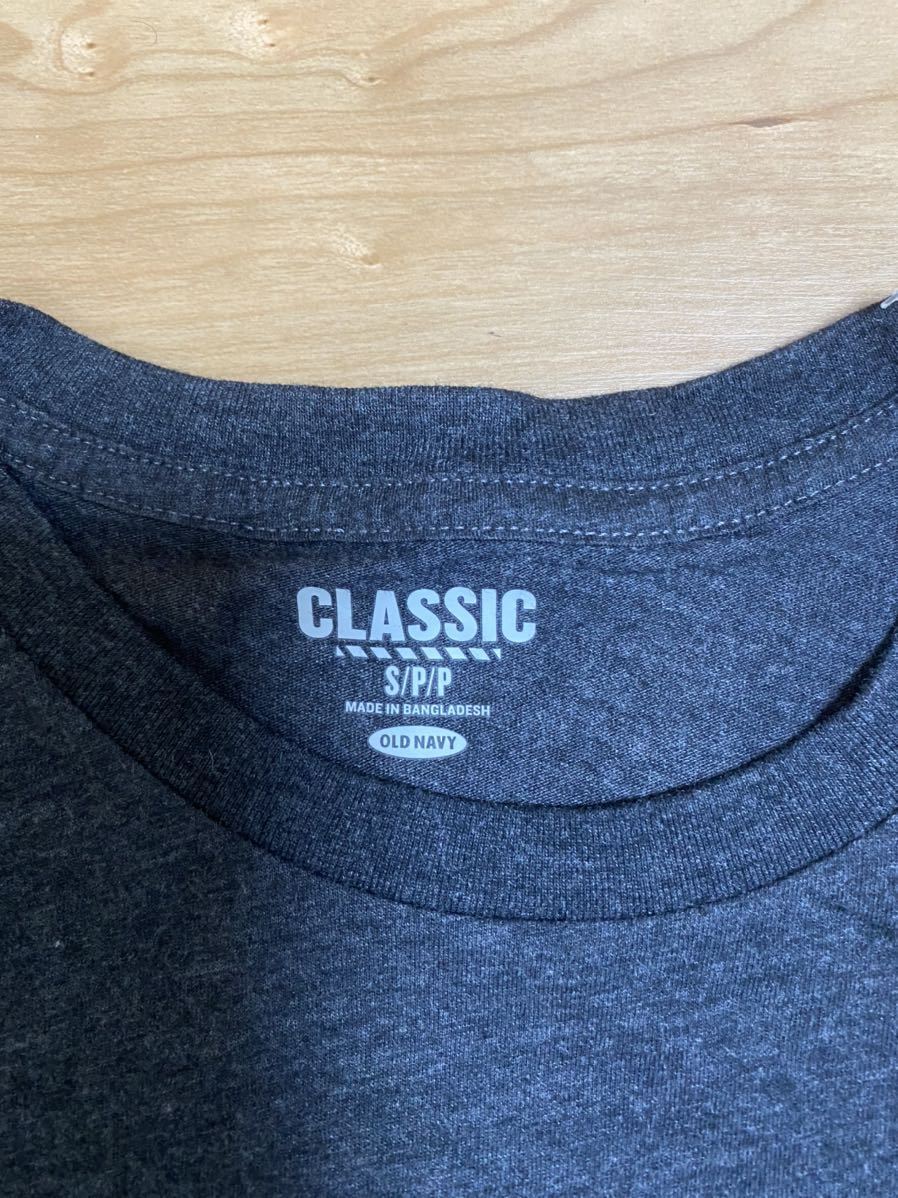 CLASSIC
S/P/P
MADE IN BANGLADESH
OLD NAVY